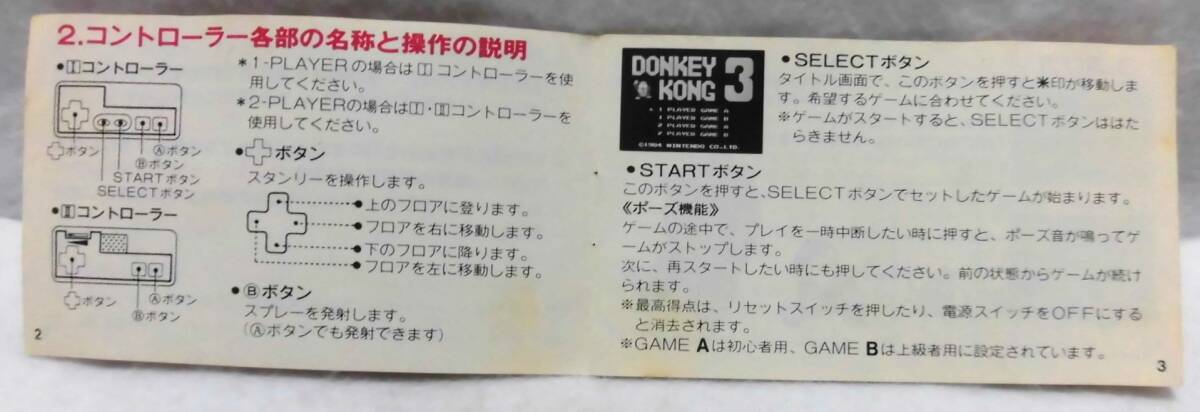 2.コントローラー各部の名称と操作の説明
●Ⅰコントローラー
✚ボタン
Ⓐボタン
Ⓑボタン
STARTボタン
SELECTボタン
●Ⅱコントローラー
✚ボタン
Ⓐボタン
Ⓑボタン
2
*1-PLAYERの場合はⅠコントローラーを使
用してください。
*2-PLAYERの場合はⅠ・Ⅱコントローラーを
使用してください。
●✚ボタン
スタンリーを操作します。
上のフロアに登ります。
フロアを右に移動します。
下のフロアに降ります。
フロアを左に移動します。
●Ⓑボタン
スプレーを発射します。
(Ⓐボタンでも発射できます)
DONKEY
KONG 3
* 1 PLAYER GAME A
1 PLAYER GAME B
2 PLAYER GAME A
2 PLAYER GAME B
©1984 NINTENDO CO.,LTD.
●SELECTボタン
タイトル画面で、このボタンを押すと✳印が移動しま
す。希望するゲームに合わせてください。
※ゲームがスタートすると、SELECTボタンははた
らきません。
●STARTボタン
このボタンを押すと、SELECTボタンでセットしたゲームが始まります。
《ポーズ機能》
ゲームの途中で、プレイを一時中断したい時に押すと、ポーズ音が鳴ってゲ
ームがストップします。
次に、再スタートしたい時にも押してください。前の状態からゲームが続け
られます。
※最高得点は、リセットスイッチを押したり、電源スイッチをOFFにする
と消去されます。
※GAME Aは初心者用、GAME Bは上級者用に設定されています。
3